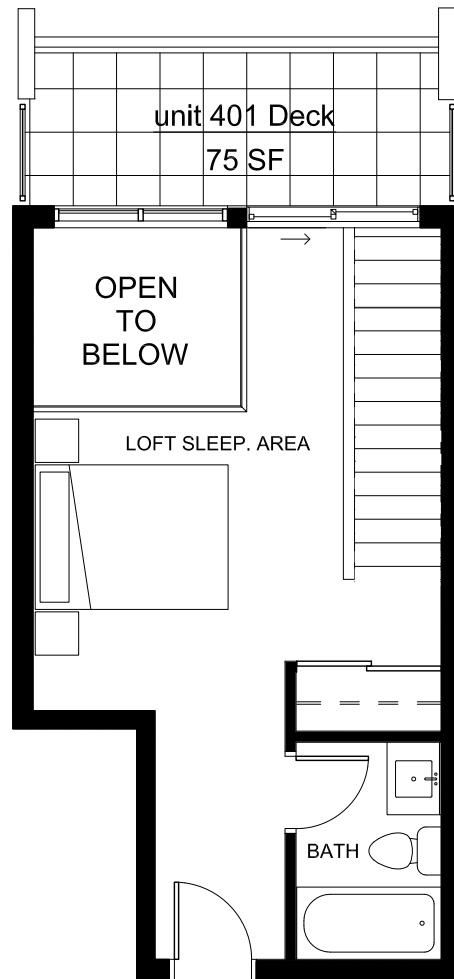 unit 401 Deck
75 SF
OPEN
TO
BELOW
LOFT SLEEP. AREA
BATH